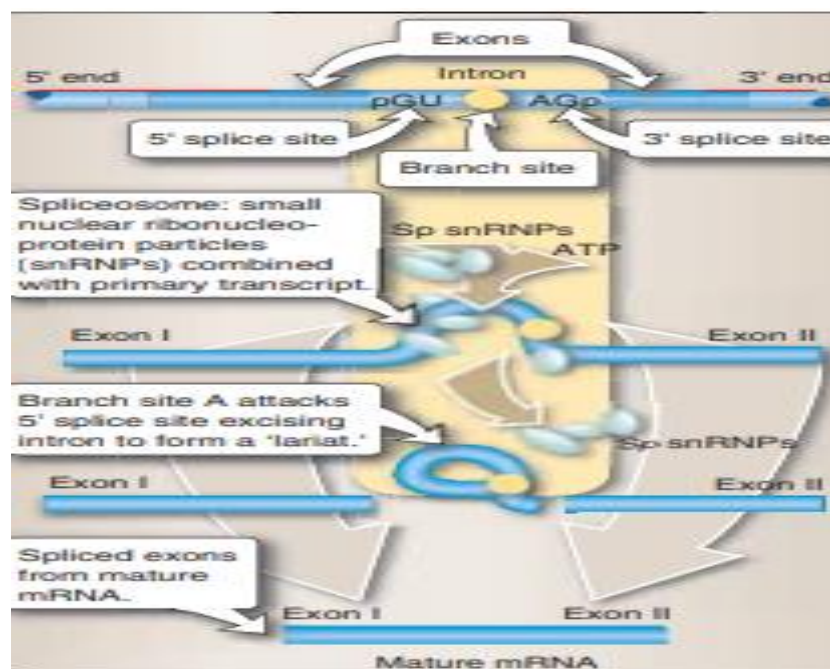 Exons
5' end
Intron
3' end
pGU
AGp
5' splice site
3' splice site
Branch site
Spliceosome: small
nuclear ribonucleo-
protein particles
(snRNPs) combined
with primary transcript.
Sp snRNPs
ATP
Exon I
Exon II
Branch site A attacks
5' splice site excising
intron to form a 'lariat.'
Sp snRNPs
Exon I
Exon II
Spliced exons
from mature
mRNA.
Exon I
Exon II
Mature mRNA